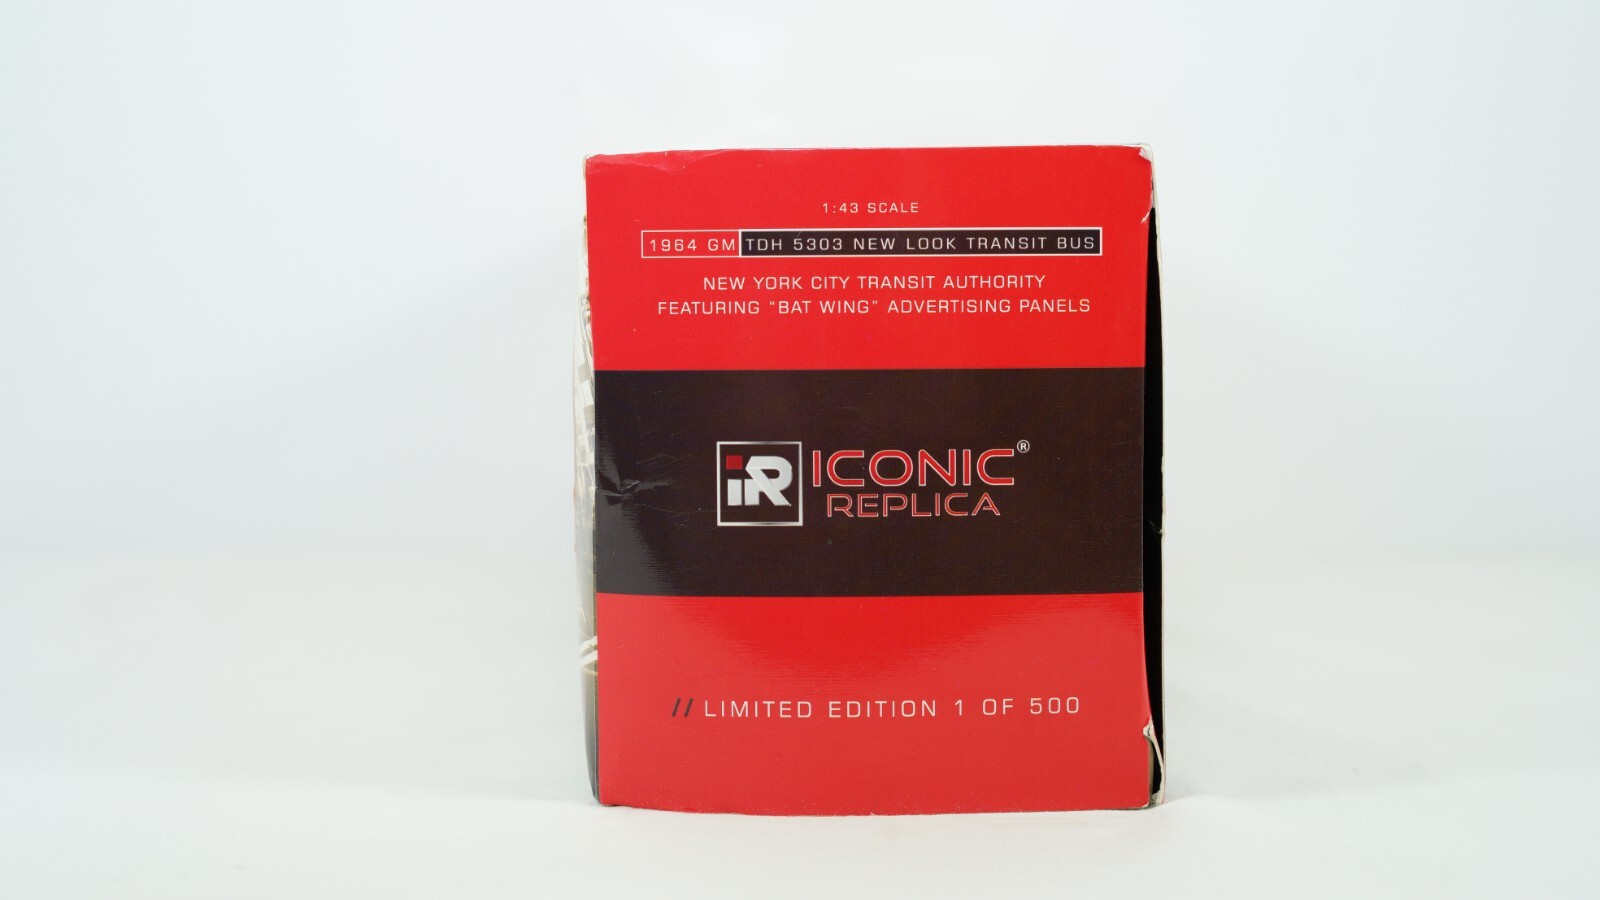 1:43 SCALE
1964 GM TDH 5303 NEW LOOK TRANSIT BUS
NEW YORK CITY TRANSIT AUTHORITY
FEATURING "BAT WING" ADVERTISING PANELS
iR ICONIC®
REPLICA
// LIMITED EDITION 1 OF 500